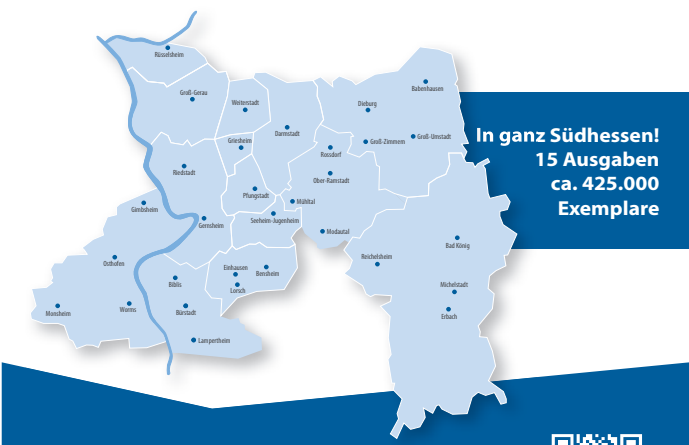 Rüsselsheim
Babenhausen
Groß-Gerau
Weiterstadt
Dieburg
Darmstadt
Griesheim
Groß-Zimmern
Groß-Umstadt
Rossdorf
Riedstadt
Ober-Ramstadt
Pfungstadt
Mühltal
Gimbsheim
Gernsheim
Seeheim-Jugenheim
Modautal
Bad König
Reichelsheim
Osthofen
Einhausen
Bensheim
Biblis
Lorsch
Michelstadt
Monsheim
Worms
Bürstadt
Erbach
Lampertheim
In ganz Südhessen!
15 Ausgaben
ca. 425.000
Exemplare